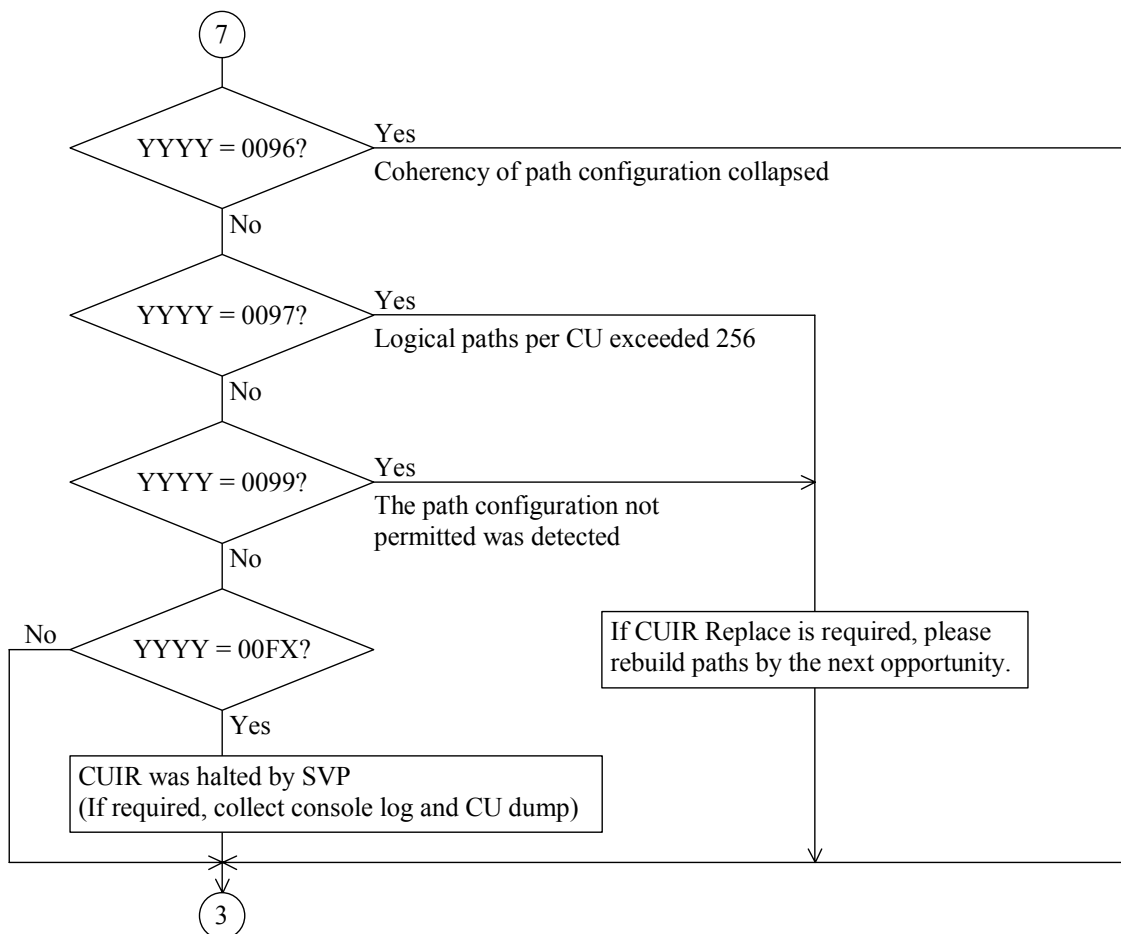 7
YYYY = 0096?
Yes
Coherency of path configuration collapsed
No
YYYY = 0097?
Yes
Logical paths per CU exceeded 256
No
YYYY = 0099?
Yes
The path configuration not
permitted was detected
No
No
YYYY = 00FX?
If CUIR Replace is required, please
rebuild paths by the next opportunity.
Yes
CUIR was halted by SVP
(If required, collect console log and CU dump)
3